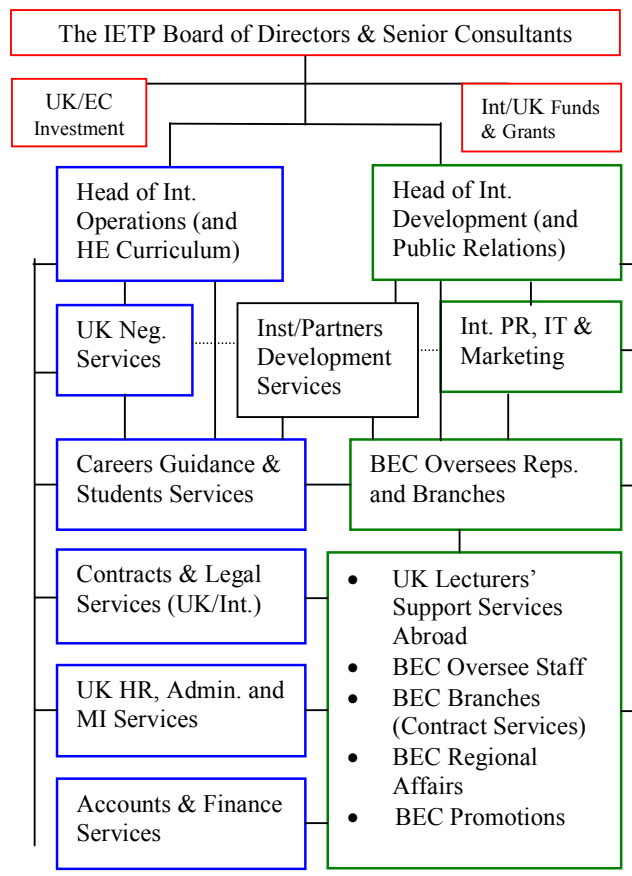 The IETP Board of Directors & Senior Consultants
UK/EC
Investment
Int/UK Funds
& Grants
Head of Int.
Operations (and
HE Curriculum)
Head of Int.
Development (and
Public Relations)
UK Neg.
Services
Inst/Partners
Development
Services
Int. PR, IT &
Marketing
Careers Guidance &
Students Services
BEC Oversees Reps.
and Branches
Contracts & Legal
Services (UK/Int.)
UK HR, Admin. and
MI Services
Accounts & Finance
Services
• UK Lecturers’
Support Services
Abroad
• BEC Oversee Staff
• BEC Branches
(Contract Services)
• BEC Regional
Affairs
• BEC Promotions